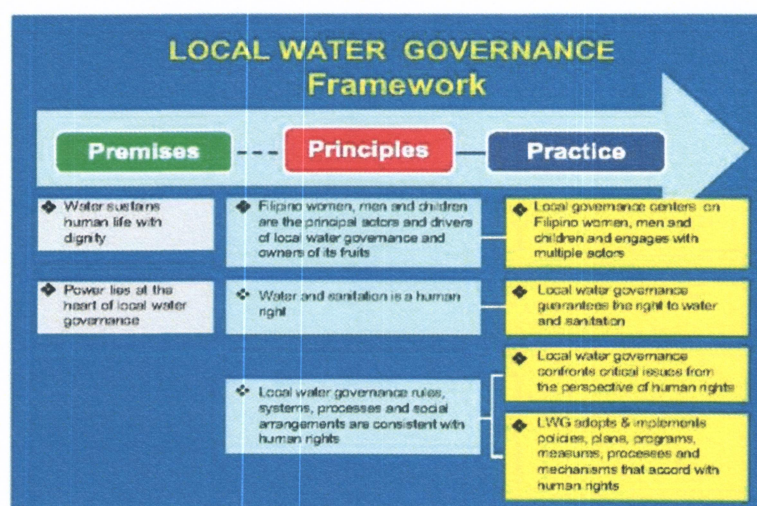 LOCAL WATER GOVERNANCE
Framework
Premises
Principles
Practice
Water sustains
human life with
dignity
Power lies at the
heart of local water
governance
Filipino women, men and children
are the principal actors and drivers
of local water governance and
owners of its fruits
Water and sanitation is a human
right
Local water governance rules,
systems, processes and social
arrangements are consistent with
human rights
Local governance centers on
Filipino women, men and
children and engages with
multiple actors
Local water governance
guarantees the right to water
and sanitation
Local water governance
confronts critical issues from
the perspective of human rights
LWG adopts & implements
policies, plans, programs,
measures, processes and
mechanisms that accord with
human rights